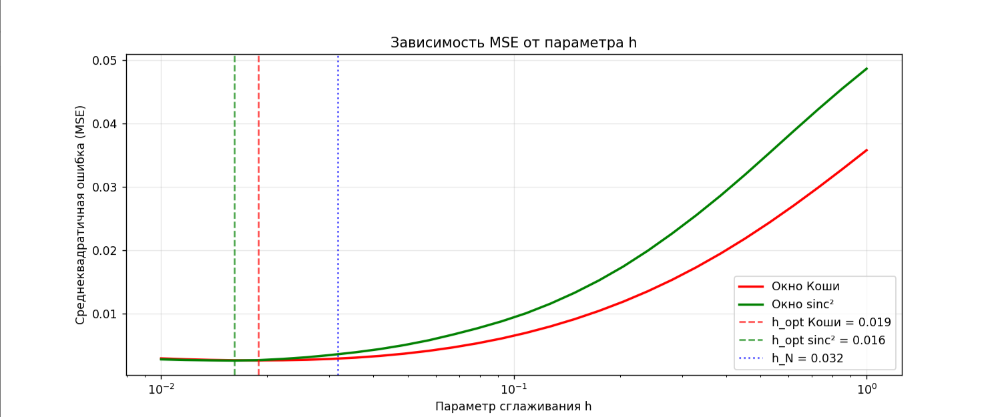 Зависимость MSE от параметра h
0.05
0.04
0.03
0.02
0.01
Среднеквадратичная ошибка (MSE)
10⁻²
10⁻¹
10⁰
Параметр сглаживания h
Окно Коши
Окно sinc²
h_opt Коши = 0.019
h_opt sinc² = 0.016
h_N = 0.032